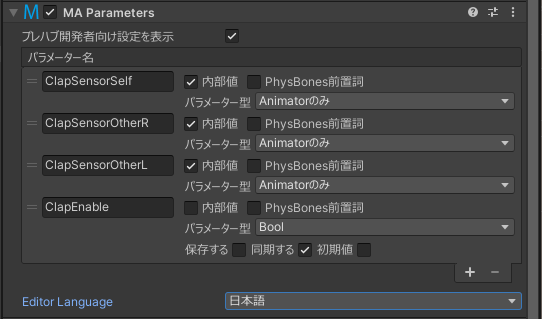 MA Parameters
プレハブ開発者向け設定を表示
パラメーター名
ClapSensorSelf 内部値 PhysBones前置詞
パラメーター型 Animatorのみ
ClapSensorOtherR 内部値 PhysBones前置詞
パラメーター型 Animatorのみ
ClapSensorOtherL 内部値 PhysBones前置詞
パラメーター型 Animatorのみ
ClapEnable 内部値 PhysBones前置詞
パラメーター型 Bool
保存する 同期する 初期値
Editor Language 日本語